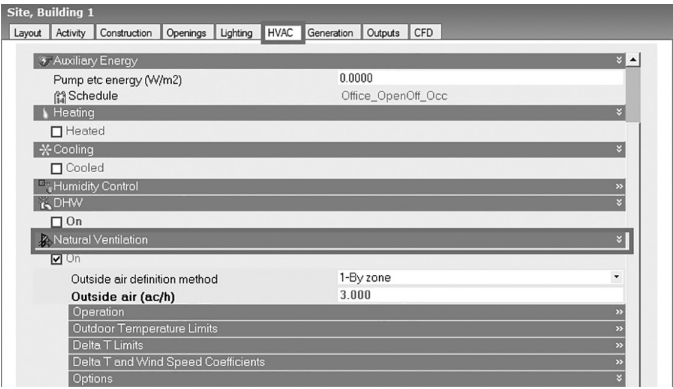 Site, Building 1
Layout Activity Construction Openings Lighting HVAC Generation Outputs CFD
Auxiliary Energy
Pump etc energy (W/m2) 0.0000
Schedule Office_OpenOff_Occ
Heating
Heated
Cooling
Cooled
Humidity Control
DHW
On
Natural Ventilation
On
Outside air definition method 1-By zone
Outside air (ac/h) 3.000
Operation
Outdoor Temperature Limits
Delta T Limits
Delta T and Wind Speed Coefficients
Options